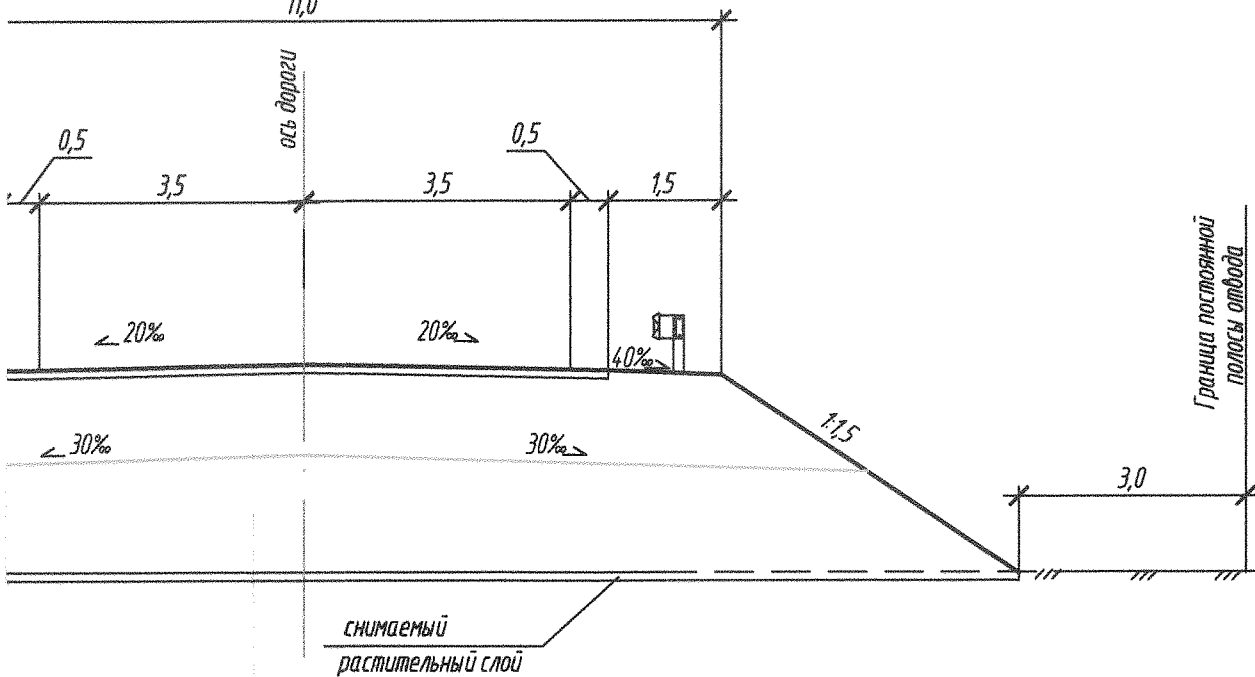 11,0
ось дороги
0,5
3,5
3,5
0,5
1,5
20‰
20‰
40‰
30‰
30‰
1:1,5
3,0
Граница постоянной
полосы отвода
снимаемый
растительный слой